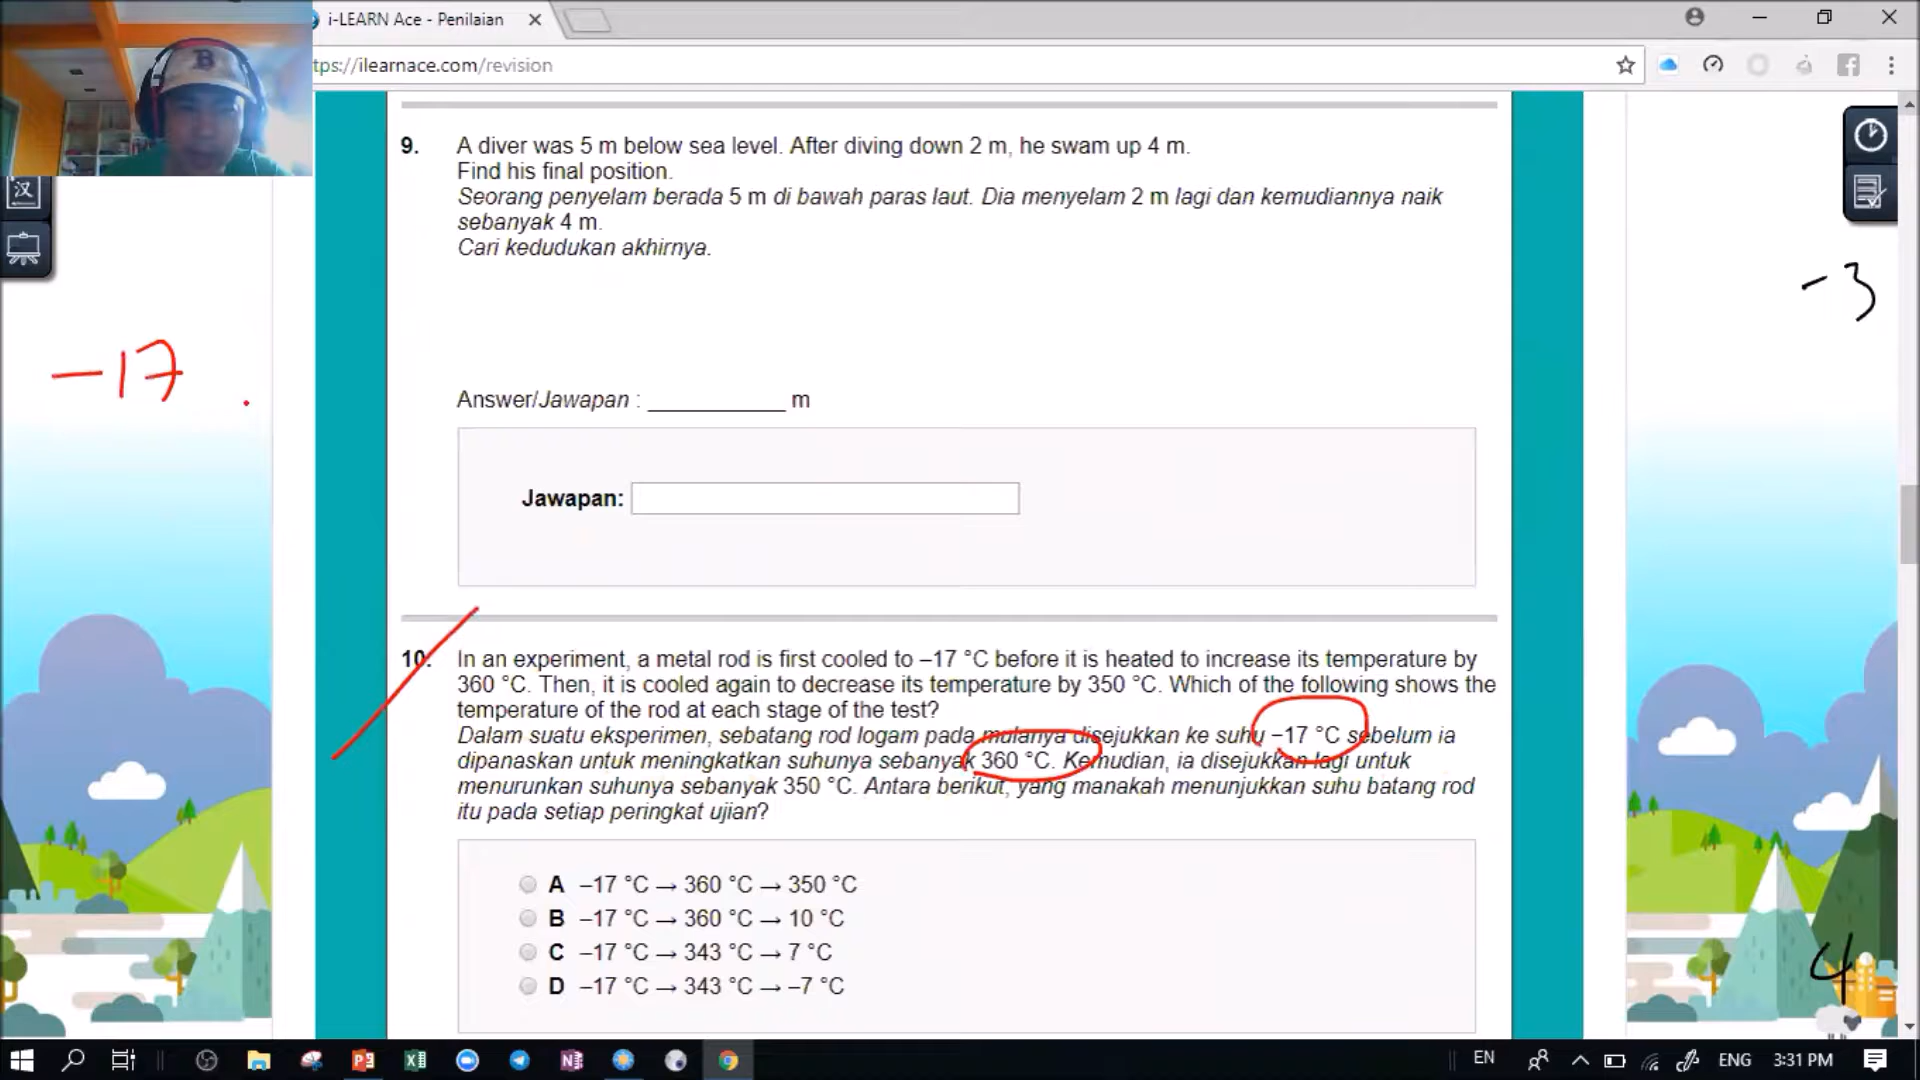 i-LEARN Ace - Penilaian
tps://ilearnace.com/revision
B
汉
9. A diver was 5 m below sea level. After diving down 2 m, he swam up 4 m.
Find his final position.
Seorang penyelam berada 5 m di bawah paras laut. Dia menyelam 2 m lagi dan kemudiannya naik
sebanyak 4 m.
Cari kedudukan akhirnya.
-3
-17
Answer/Jawapan : ____________ m
Jawapan:
10. In an experiment, a metal rod is first cooled to –17 °C before it is heated to increase its temperature by
360 °C. Then, it is cooled again to decrease its temperature by 350 °C. Which of the following shows the
temperature of the rod at each stage of the test?
Dalam suatu eksperimen, sebatang rod logam pada mulanya disejukkan ke suhu –17 °C sebelum ia
dipanaskan untuk meningkatkan suhunya sebanyak 360 °C. Kemudian, ia disejukkan lagi untuk
menurunkan suhunya sebanyak 350 °C. Antara berikut, yang manakah menunjukkan suhu batang rod
itu pada setiap peringkat ujian?
A –17 °C → 360 °C → 350 °C
B –17 °C → 360 °C → 10 °C
C –17 °C → 343 °C → 7 °C
D –17 °C → 343 °C → –7 °C
4
EN
ENG
3:31 PM